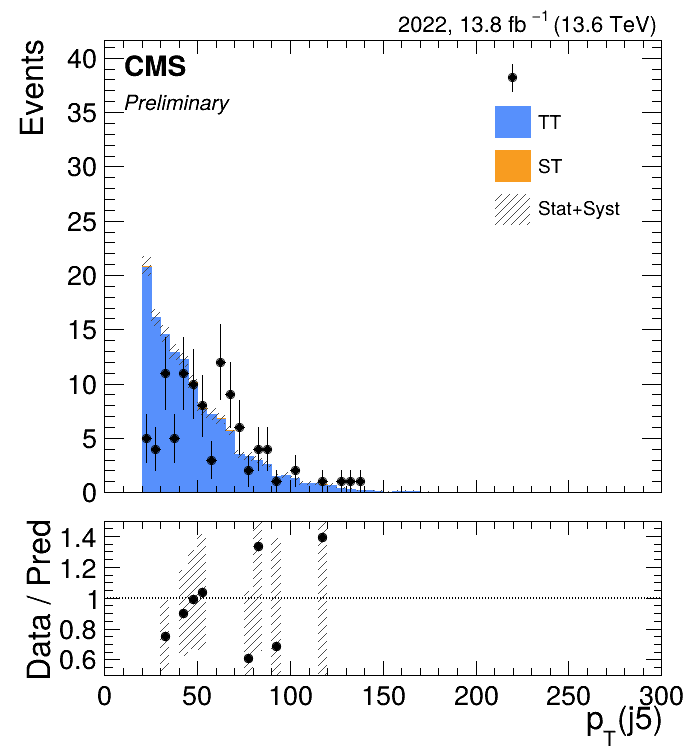 2022, 13.8 fb⁻¹ (13.6 TeV)
CMS
Preliminary
TT
ST
Stat+Syst
Events
40
35
30
25
20
15
10
5
0
Data / Pred
1.4
1.2
1
0.8
0.6
0 50 100 150 200 250 300
p_T(j5)